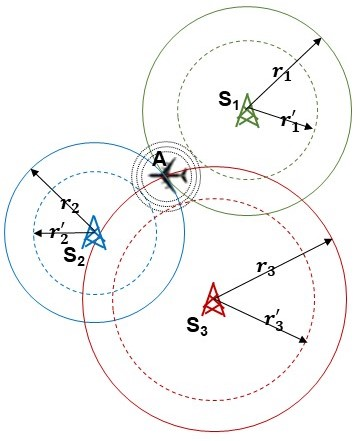 r₁
S₁
r′₁
A
r₂
r′₂
S₂
r₃
S₃
r′₃